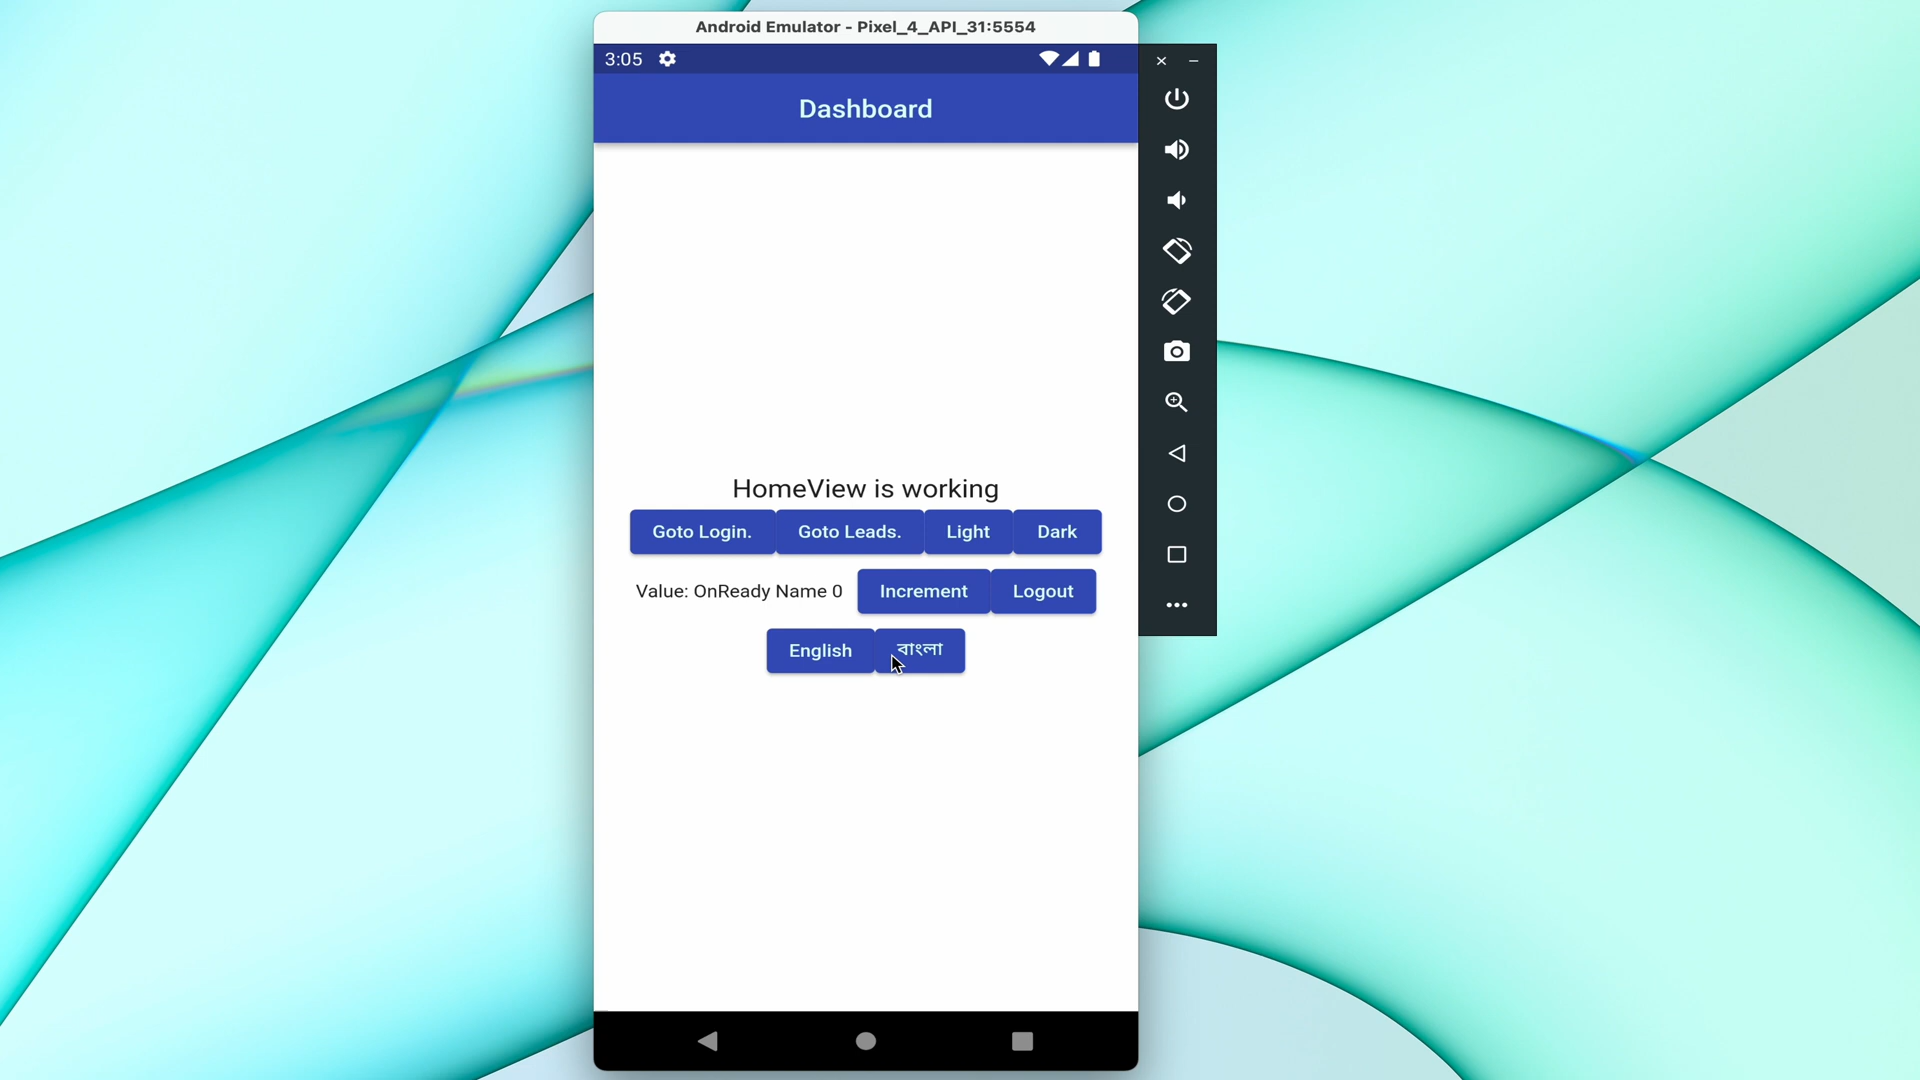 Android Emulator - Pixel_4_API_31:5554
3:05
Dashboard
HomeView is working
Goto Login. Goto Leads. Light Dark
Value: OnReady Name 0 Increment Logout
English বাংলা